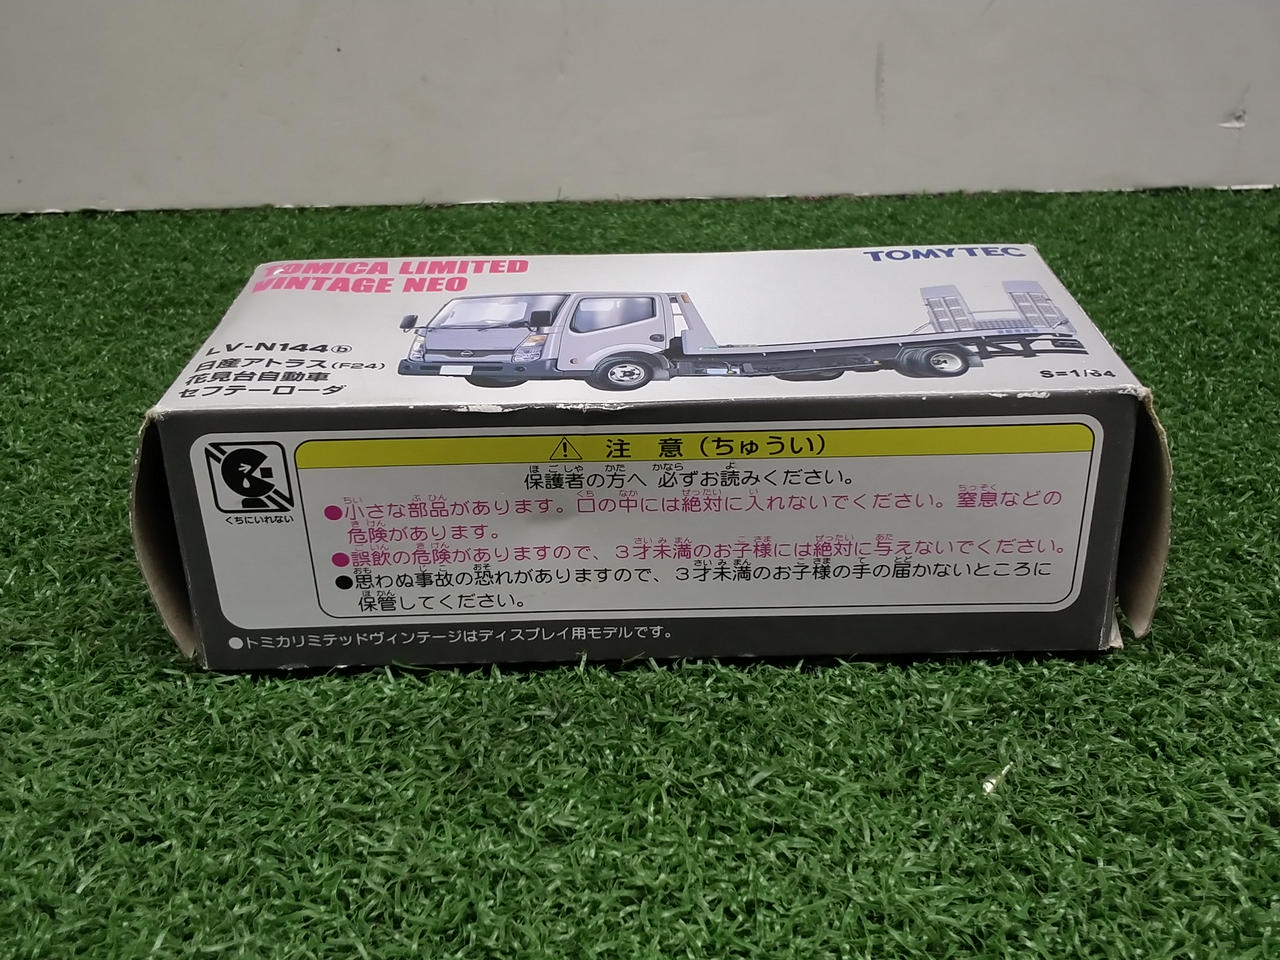 TOMICA LIMITED
VINTAGE NEO
TOMYTEC
LV-N144ⓑ
日産アトラス(F24)
花見台自動車
セフテーローダ
S=1/64
注意(ちゅうい)
保護者の方へ 必ずお読みください。
●小さな部品があります。口の中には絶対に入れないでください。窒息などの
危険があります。
●誤飲の危険がありますので、3才未満のお子様には絶対に与えないでください。
●思わぬ事故の恐れがありますので、3才未満のお子様の手の届かないところに
保管してください。
くちにいれない
●トミカリミテッドヴィンテージはディスプレイ用モデルです。